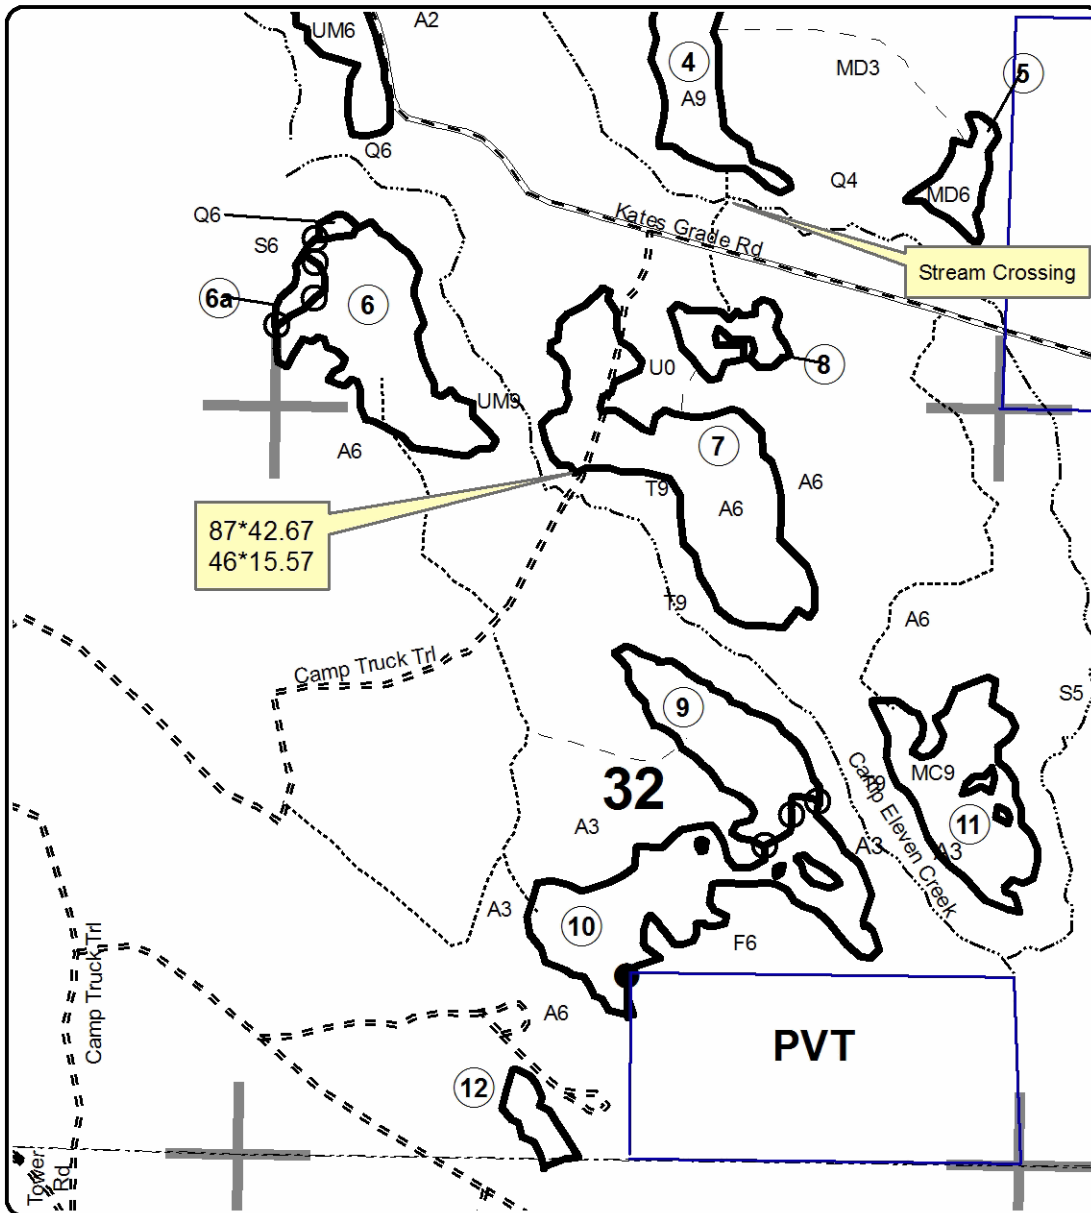 UM6
A2
4
A9
MD3
5
Q6
Q4
MD6
Q6
S6
Kates Grade Rd
Stream Crossing
6a
6
U0
8
UM9
A6
7
T9
A6
A6
87*42.67
46*15.57
T9
A6
Camp Truck Trl
9
S5
32
MC9
Camp Eleven Creek
A3
11
A3
A3
A3
10
F6
Camp Truck Trl
A6
PVT
12
Tower
Rd